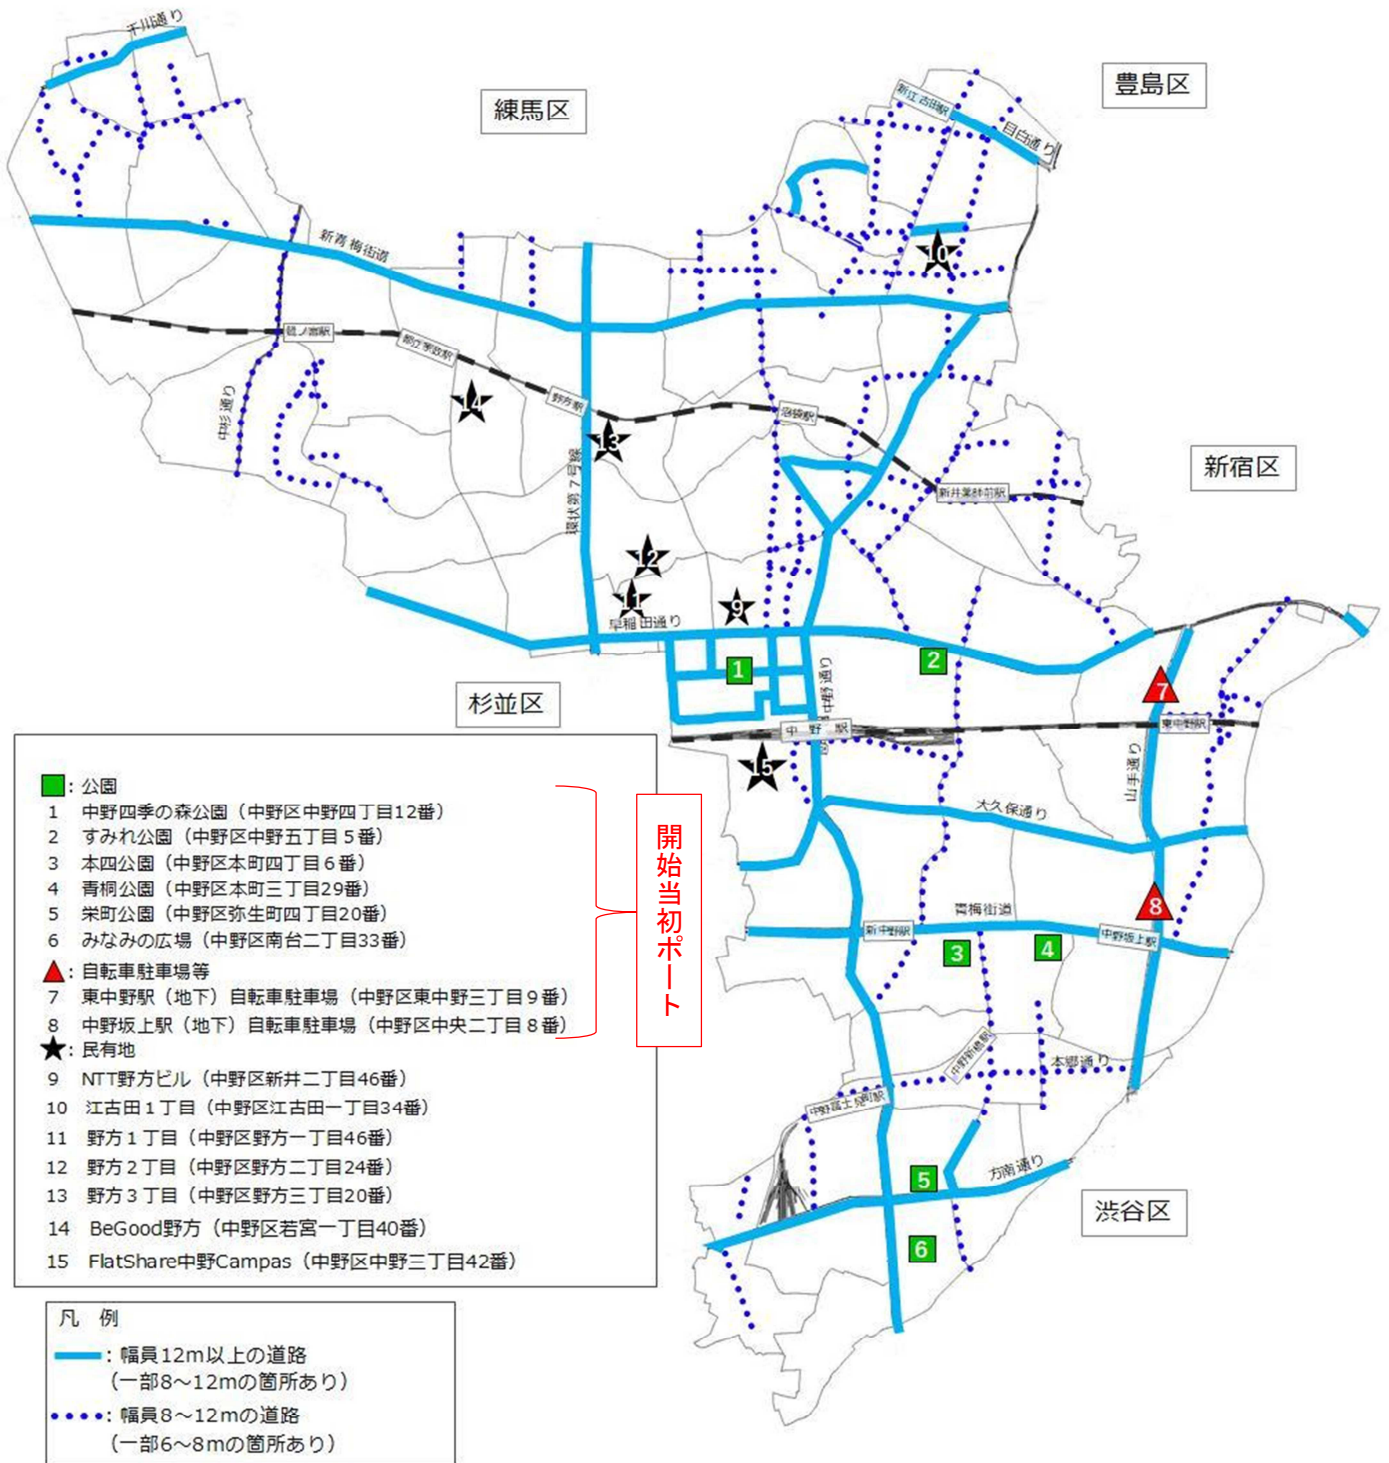 千川通り
豊島区
練馬区
新江古田駅
目白通り
10
新青梅街道
鷺ノ宮駅
都立家政駅
14
野方駅
沼袋駅
中杉通り
13
新宿区
環状第7号線
新井薬師前駅
12
11
9
早稲田通り
1
2
杉並区
7
中野駅
東中野駅
15
山手通り
大久保通り
8
青梅街道
新中野駅
3
4
中野坂上駅
中野新橋駅
本郷通り
中野富士見町駅
5
方南通り
渋谷区
6
：公園
1 中野四季の森公園（中野区中野四丁目12番）
2 すみれ公園（中野区中野五丁目５番）
3 本四公園（中野区本町四丁目６番）
4 青桐公園（中野区本町三丁目29番）
5 栄町公園（中野区弥生町四丁目20番）
6 みなみの広場（中野区南台二丁目33番）
：自転車駐車場等
7 東中野駅（地下）自転車駐車場（中野区東中野三丁目９番）
8 中野坂上駅（地下）自転車駐車場（中野区中央二丁目８番）
：民有地
9 NTT野方ビル（中野区新井二丁目46番）
10 江古田１丁目（中野区江古田一丁目34番）
11 野方１丁目（中野区野方一丁目46番）
12 野方２丁目（中野区野方二丁目24番）
13 野方３丁目（中野区野方三丁目20番）
14 BeGood野方（中野区若宮一丁目40番）
15 FlatShare中野Campas（中野区中野三丁目42番）
開始当初ポート
凡　例
：幅員12m以上の道路
（一部8～12mの箇所あり）
：幅員8～12mの道路
（一部6～8mの箇所あり）